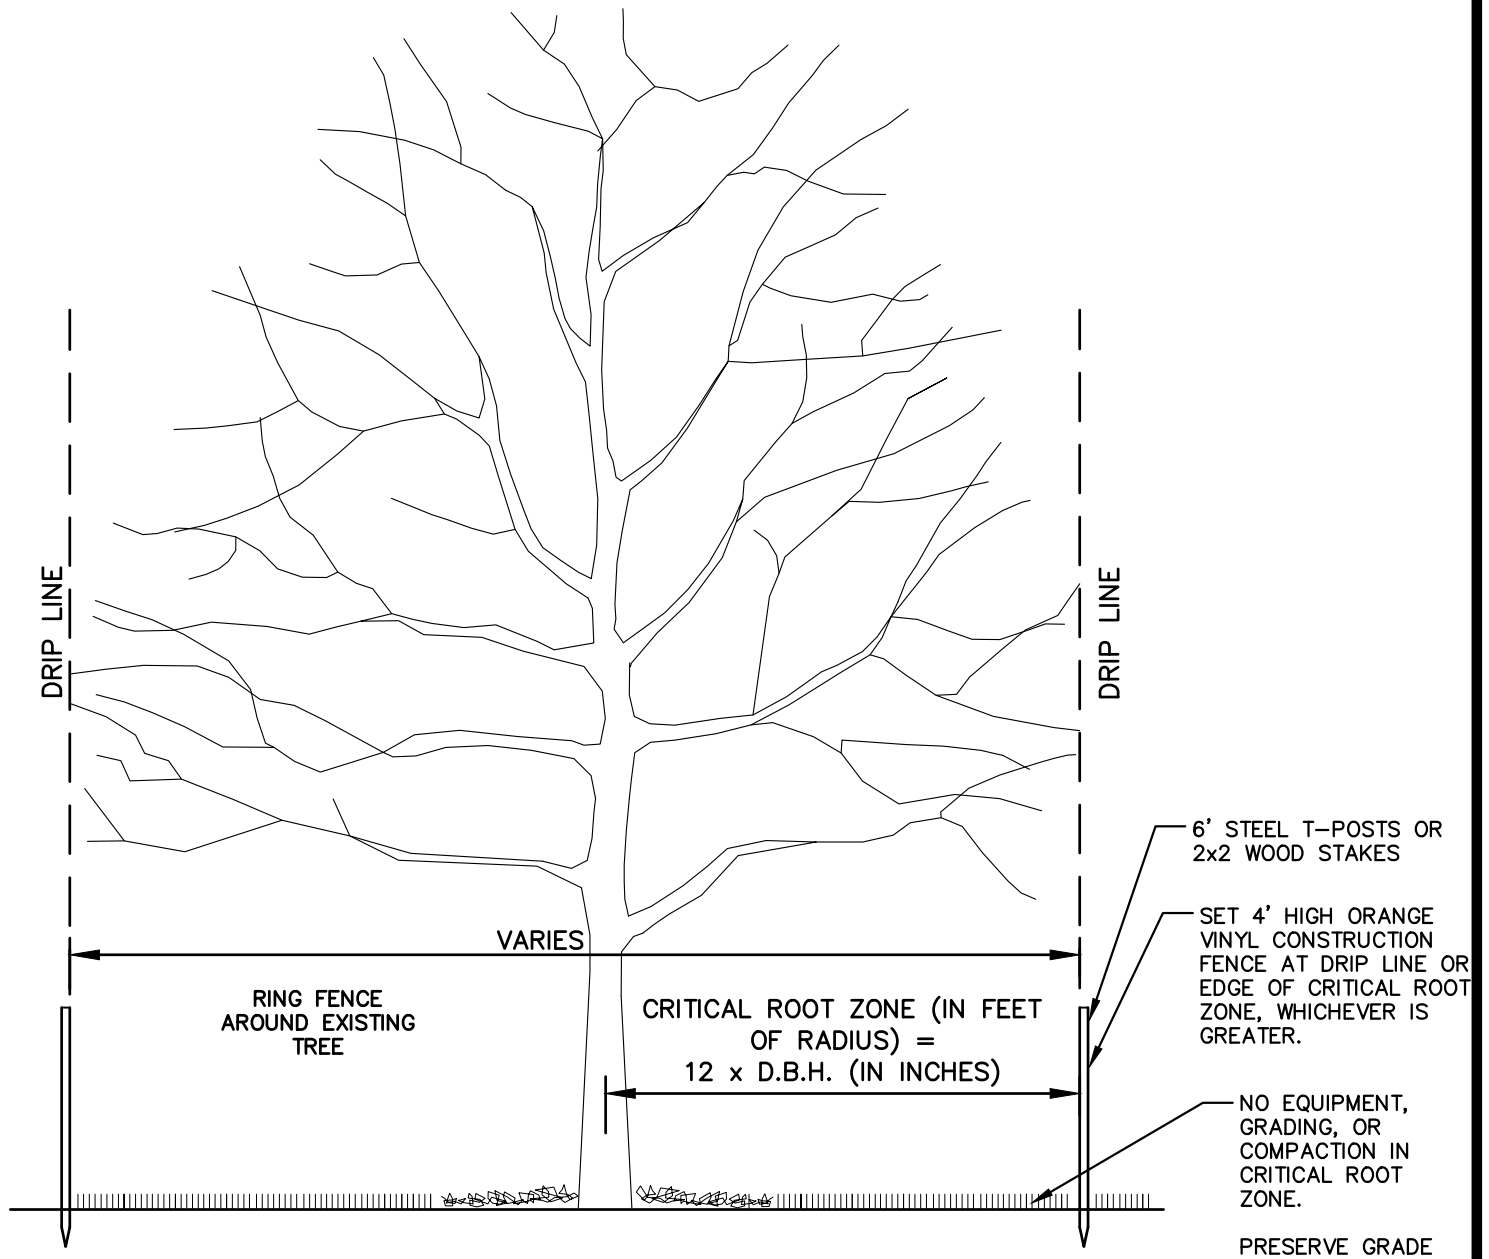 DRIP LINE
DRIP LINE
6' STEEL T-POSTS OR
2x2 WOOD STAKES
SET 4' HIGH ORANGE
VINYL CONSTRUCTION
FENCE AT DRIP LINE OR
EDGE OF CRITICAL ROOT
ZONE, WHICHEVER IS
GREATER.
VARIES
RING FENCE
AROUND EXISTING
TREE
CRITICAL ROOT ZONE (IN FEET
OF RADIUS) =
12 x D.B.H. (IN INCHES)
NO EQUIPMENT,
GRADING, OR
COMPACTION IN
CRITICAL ROOT
ZONE.
PRESERVE GRADE